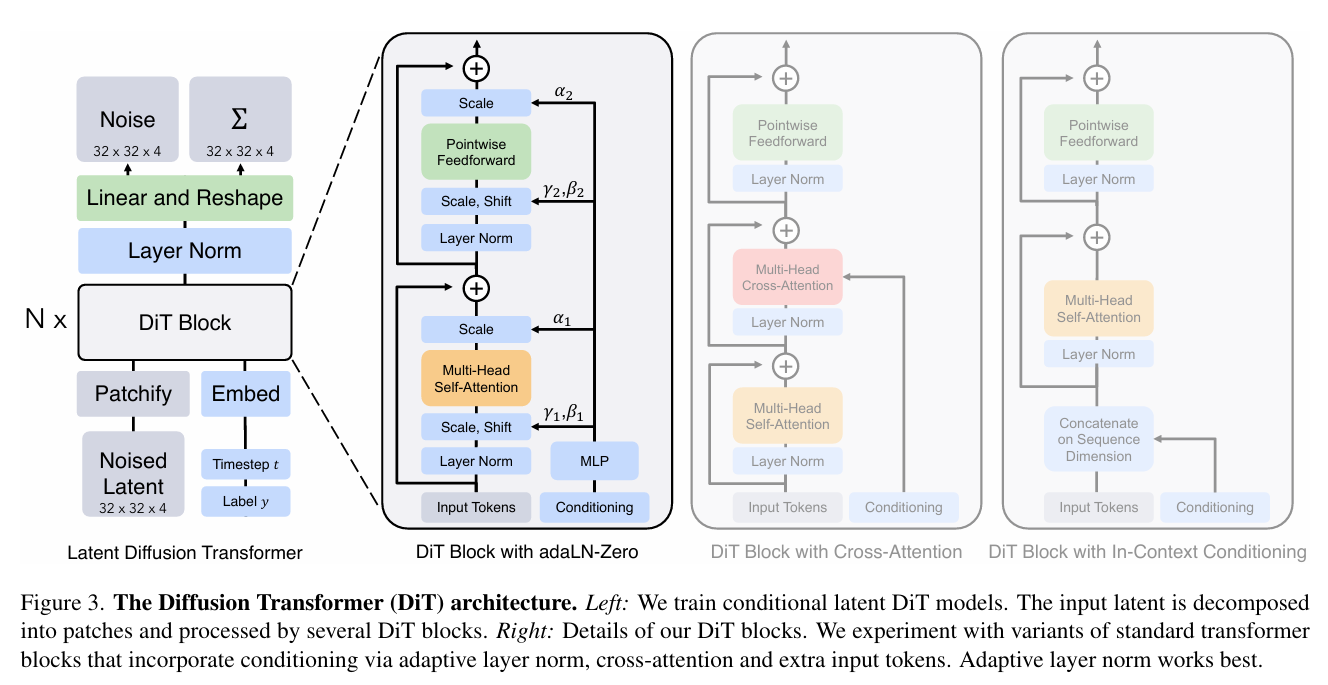 Noise
32 x 32 x 4
Σ
32 x 32 x 4
Linear and Reshape
Layer Norm
N x
DiT Block
Patchify
Embed
Noised
Latent
32 x 32 x 4
Timestep t
Label y
Latent Diffusion Transformer
+
Scale
α₂
Pointwise
Feedforward
γ₂,β₂
Scale, Shift
Layer Norm
+
Scale
α₁
Multi-Head
Self-Attention
γ₁,β₁
Scale, Shift
Layer Norm
MLP
Input Tokens
Conditioning
DiT Block with adaLN-Zero
+
Pointwise
Feedforward
Layer Norm
+
Multi-Head
Cross-Attention
Layer Norm
+
Multi-Head
Self-Attention
Layer Norm
Input Tokens
Conditioning
DiT Block with Cross-Attention
+
Pointwise
Feedforward
Layer Norm
+
Multi-Head
Self-Attention
Layer Norm
Concatenate
on Sequence
Dimension
Input Tokens
Conditioning
DiT Block with In-Context Conditioning
Figure 3. The Diffusion Transformer (DiT) architecture. Left: We train conditional latent DiT models. The input latent is decomposed
into patches and processed by several DiT blocks. Right: Details of our DiT blocks. We experiment with variants of standard transformer
blocks that incorporate conditioning via adaptive layer norm, cross-attention and extra input tokens. Adaptive layer norm works best.